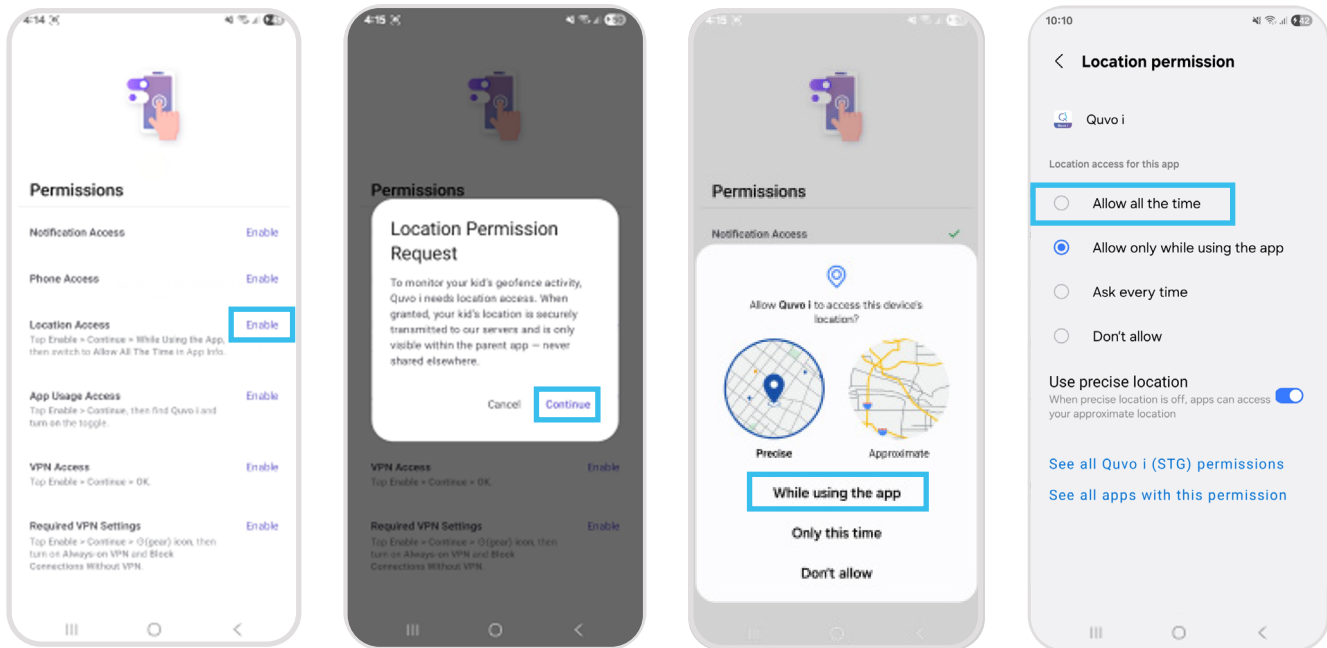 4:14
Permissions
Notification Access
Enable
Phone Access
Enable
Location Access
Enable
Tap Enable > Continue > While Using the App,
then switch to Allow All The Time in App Info.
App Usage Access
Enable
Tap Enable > Continue, then find Quvo i and
turn on the toggle.
VPN Access
Enable
Tap Enable > Continue > OK.
Required VPN Settings
Enable
Tap Enable > Continue > (gear) icon, then
turn on Always-on VPN and Block
Connections Without VPN.
4:15
Permissions
Location Permission
Request
To monitor your kid's geofence activity,
Quvo i needs location access. When
granted, your kid's location is securely
transmitted to our servers and is only
visible within the parent app — never
shared elsewhere.
Cancel
Continue
VPN Access
Enable
Tap Enable > Continue > OK.
Required VPN Settings
Enable
Tap Enable > Continue > (gear) icon, then
turn on Always-on VPN and Block
Connections Without VPN.
4:15
Permissions
Notification Access
Allow Quvo i to access this device's
location?
Precise
Approximate
While using the app
Only this time
Don't allow
10:10
42
Location permission
Quvo i
Location access for this app
Allow all the time
Allow only while using the app
Ask every time
Don't allow
Use precise location
When precise location is off, apps can access
your approximate location
See all Quvo i (STG) permissions
See all apps with this permission